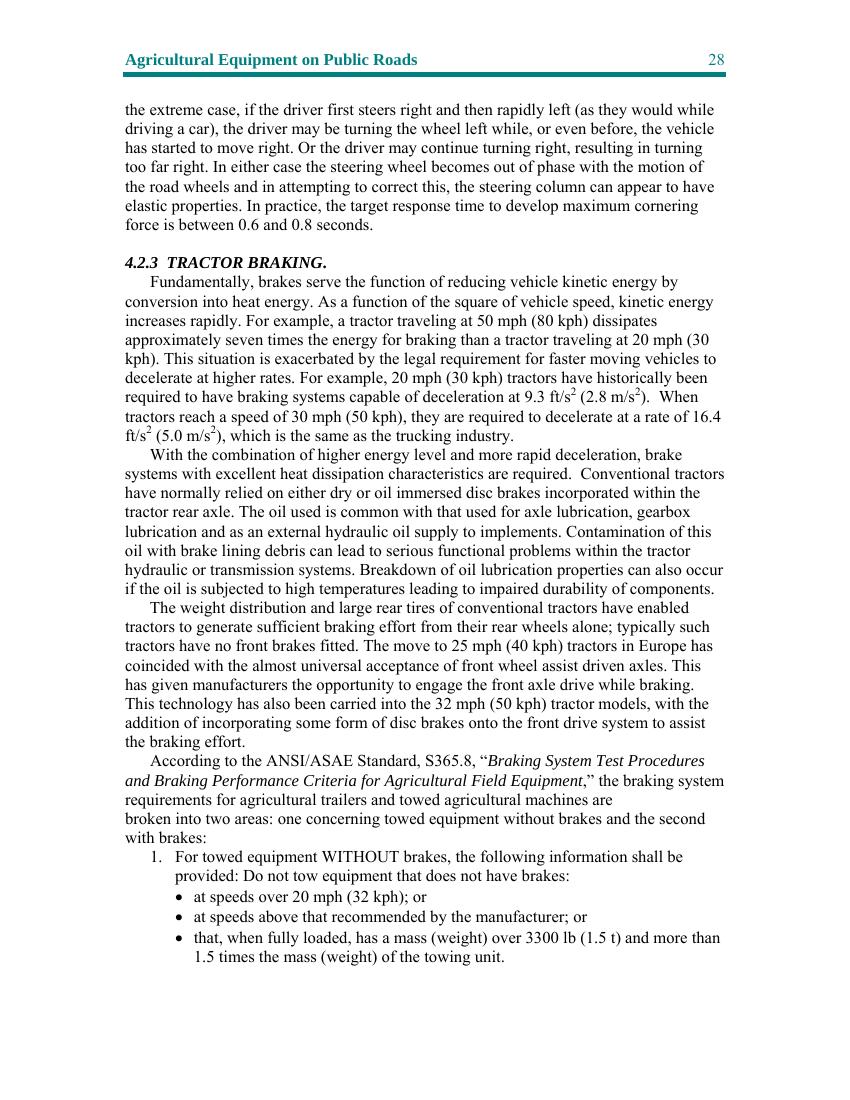 Agricultural Equipment on Public Roads 28
the extreme case, if the driver first steers right and then rapidly left (as they would while
driving a car), the driver may be turning the wheel left while, or even before, the vehicle
has started to move right. Or the driver may continue turning right, resulting in turning
too far right. In either case the steering wheel becomes out of phase with the motion of
the road wheels and in attempting to correct this, the steering column can appear to have
elastic properties. In practice, the target response time to develop maximum cornering
force is between 0.6 and 0.8 seconds.
4.2.3 TRACTOR BRAKING.
Fundamentally, brakes serve the function of reducing vehicle kinetic energy by
conversion into heat energy. As a function of the square of vehicle speed, kinetic energy
increases rapidly. For example, a tractor traveling at 50 mph (80 kph) dissipates
approximately seven times the energy for braking than a tractor traveling at 20 mph (30
kph). This situation is exacerbated by the legal requirement for faster moving vehicles to
decelerate at higher rates. For example, 20 mph (30 kph) tractors have historically been
required to have braking systems capable of deceleration at 9.3 ft/s² (2.8 m/s²). When
tractors reach a speed of 30 mph (50 kph), they are required to decelerate at a rate of 16.4
ft/s² (5.0 m/s²), which is the same as the trucking industry.
With the combination of higher energy level and more rapid deceleration, brake
systems with excellent heat dissipation characteristics are required. Conventional tractors
have normally relied on either dry or oil immersed disc brakes incorporated within the
tractor rear axle. The oil used is common with that used for axle lubrication, gearbox
lubrication and as an external hydraulic oil supply to implements. Contamination of this
oil with brake lining debris can lead to serious functional problems within the tractor
hydraulic or transmission systems. Breakdown of oil lubrication properties can also occur
if the oil is subjected to high temperatures leading to impaired durability of components.
The weight distribution and large rear tires of conventional tractors have enabled
tractors to generate sufficient braking effort from their rear wheels alone; typically such
tractors have no front brakes fitted. The move to 25 mph (40 kph) tractors in Europe has
coincided with the almost universal acceptance of front wheel assist driven axles. This
has given manufacturers the opportunity to engage the front axle drive while braking.
This technology has also been carried into the 32 mph (50 kph) tractor models, with the
addition of incorporating some form of disc brakes onto the front drive system to assist
the braking effort.
According to the ANSI/ASAE Standard, S365.8, “Braking System Test Procedures
and Braking Performance Criteria for Agricultural Field Equipment,” the braking system
requirements for agricultural trailers and towed agricultural machines are
broken into two areas: one concerning towed equipment without brakes and the second
with brakes:
1. For towed equipment WITHOUT brakes, the following information shall be
provided: Do not tow equipment that does not have brakes:
• at speeds over 20 mph (32 kph); or
• at speeds above that recommended by the manufacturer; or
• that, when fully loaded, has a mass (weight) over 3300 lb (1.5 t) and more than
1.5 times the mass (weight) of the towing unit.